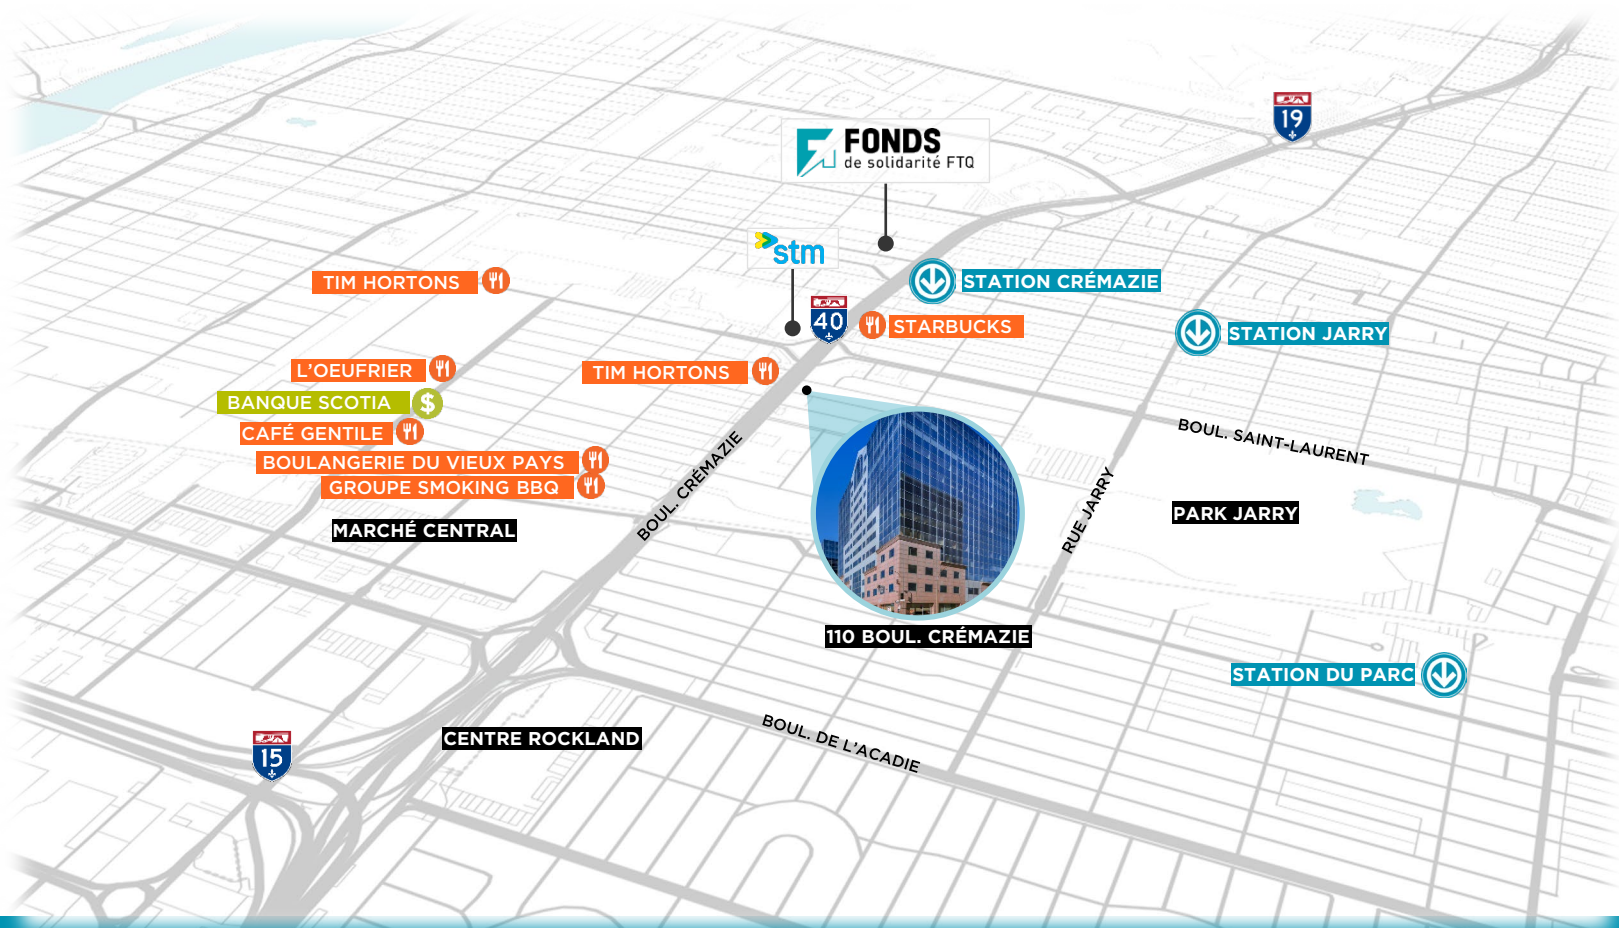 19
FONDS
de solidarité FTQ
stm
TIM HORTONS
STATION CRÉMAZIE
40
STARBUCKS
STATION JARRY
L'OEUFRIER
TIM HORTONS
BANQUE SCOTIA $
CAFÉ GENTILE
BOULANGERIE DU VIEUX PAYS
GROUPE SMOKING BBQ
MARCHÉ CENTRAL
BOUL. CRÉMAZIE
BOUL. SAINT-LAURENT
RUE JARRY
PARK JARRY
110 BOUL. CRÉMAZIE
STATION DU PARC
CENTRE ROCKLAND
BOUL. DE L'ACADIE
15